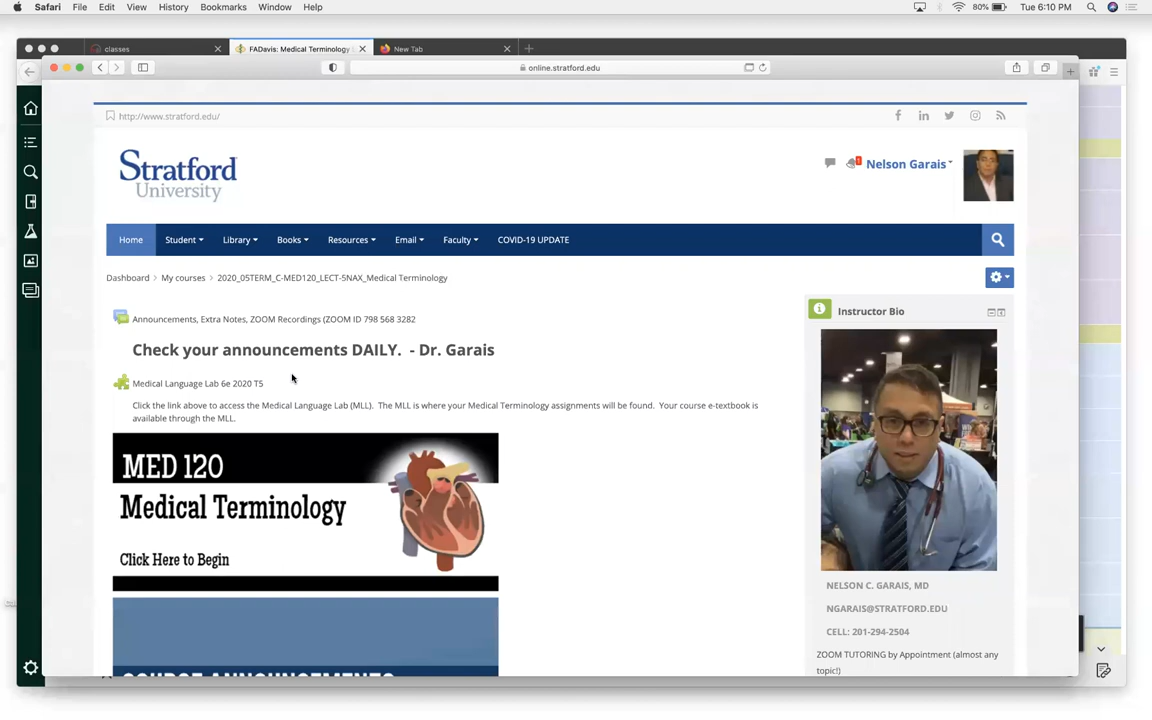 Safari File Edit View History Bookmarks Window Help
80% Tue 6:10 PM
classes
FADavis: Medical Terminology
New Tab
online.stratford.edu
http://www.stratford.edu/
Stratford
University
1
Nelson Garais
Home Student Library Books Resources Email Faculty COVID-19 UPDATE
Dashboard > My courses > 2020_05TERM_C-MED120_LECT-5NAX_Medical Terminology
Announcements, Extra Notes, ZOOM Recordings (ZOOM ID 798 568 3282
Check your announcements DAILY. - Dr. Garais
Medical Language Lab 6e 2020 T5
Click the link above to access the Medical Language Lab (MLL). The MLL is where your Medical Terminology assignments will be found. Your course e-textbook is
available through the MLL.
MED 120
Medical Terminology
Click Here to Begin
COURSE ANNOUNCEMENTS
Instructor Bio
NELSON C. GARAIS, MD
NGARAIS@STRATFORD.EDU
CELL: 201-294-2504
ZOOM TUTORING by Appointment (almost any
topic!)